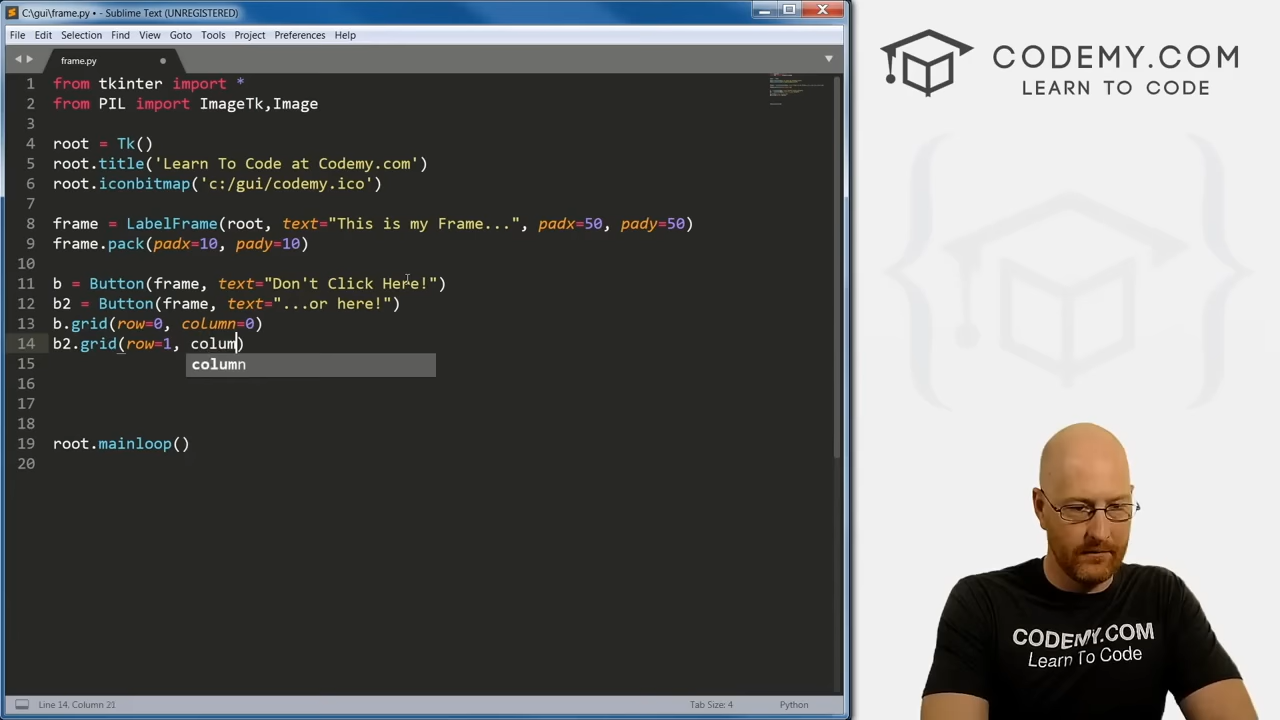 C:\gui\frame.py • - Sublime Text (UNREGISTERED)
File Edit Selection Find View Goto Tools Project Preferences Help
frame.py
1 from tkinter import *
2 from PIL import ImageTk,Image
3
4 root = Tk()
5 root.title('Learn To Code at Codemy.com')
6 root.iconbitmap('c:/gui/codemy.ico')
7
8 frame = LabelFrame(root, text="This is my Frame...", padx=50, pady=50)
9 frame.pack(padx=10, pady=10)
10
11 b = Button(frame, text="Don't Click Here!")
12 b2 = Button(frame, text="...or here!")
13 b.grid(row=0, column=0)
14 b2.grid(row=1, colum)
column
15
16
17
18
19 root.mainloop()
20
Line 14, Column 21
Tab Size: 4
Python
CODEMY.COM
LEARN TO CODE
CODEMY.COM
Learn To Code